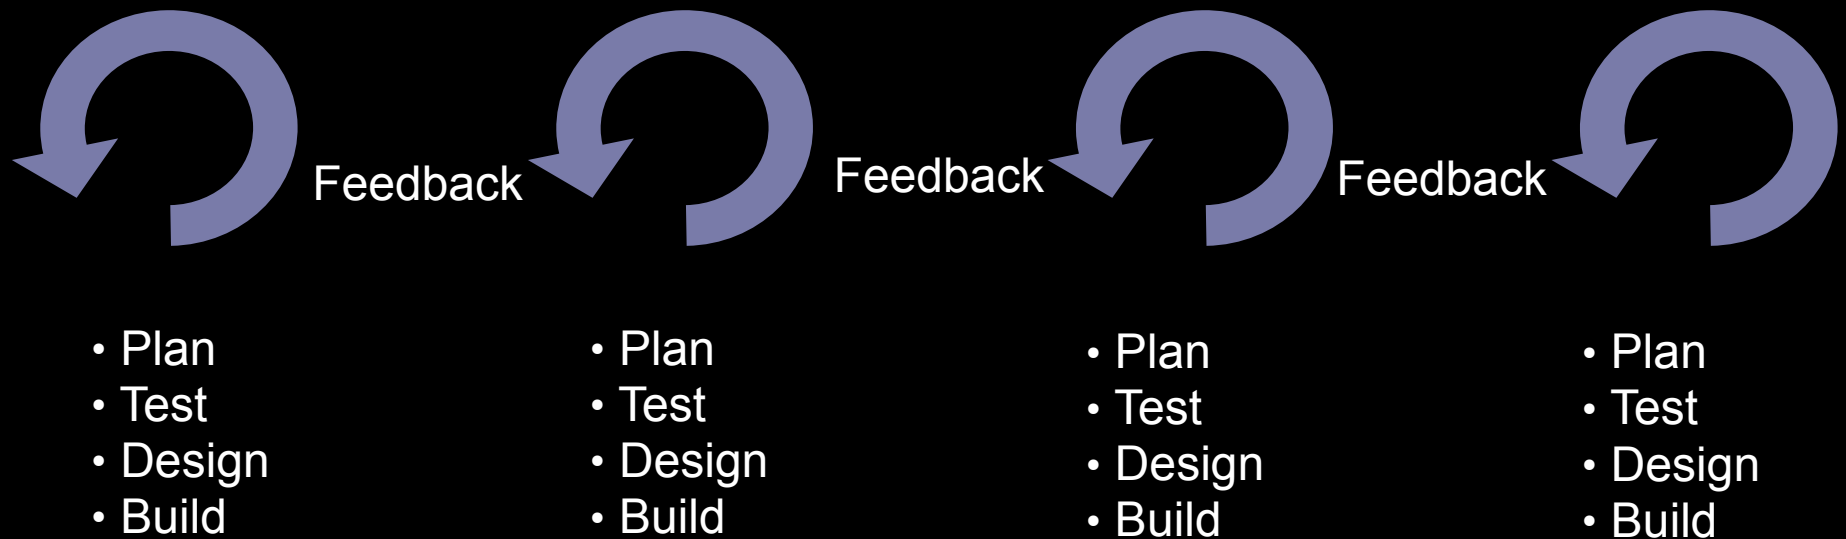 Feedback
Feedback
Feedback
• Plan
• Test
• Design
• Build
• Plan
• Test
• Design
• Build
• Plan
• Test
• Design
• Build
• Plan
• Test
• Design
• Build